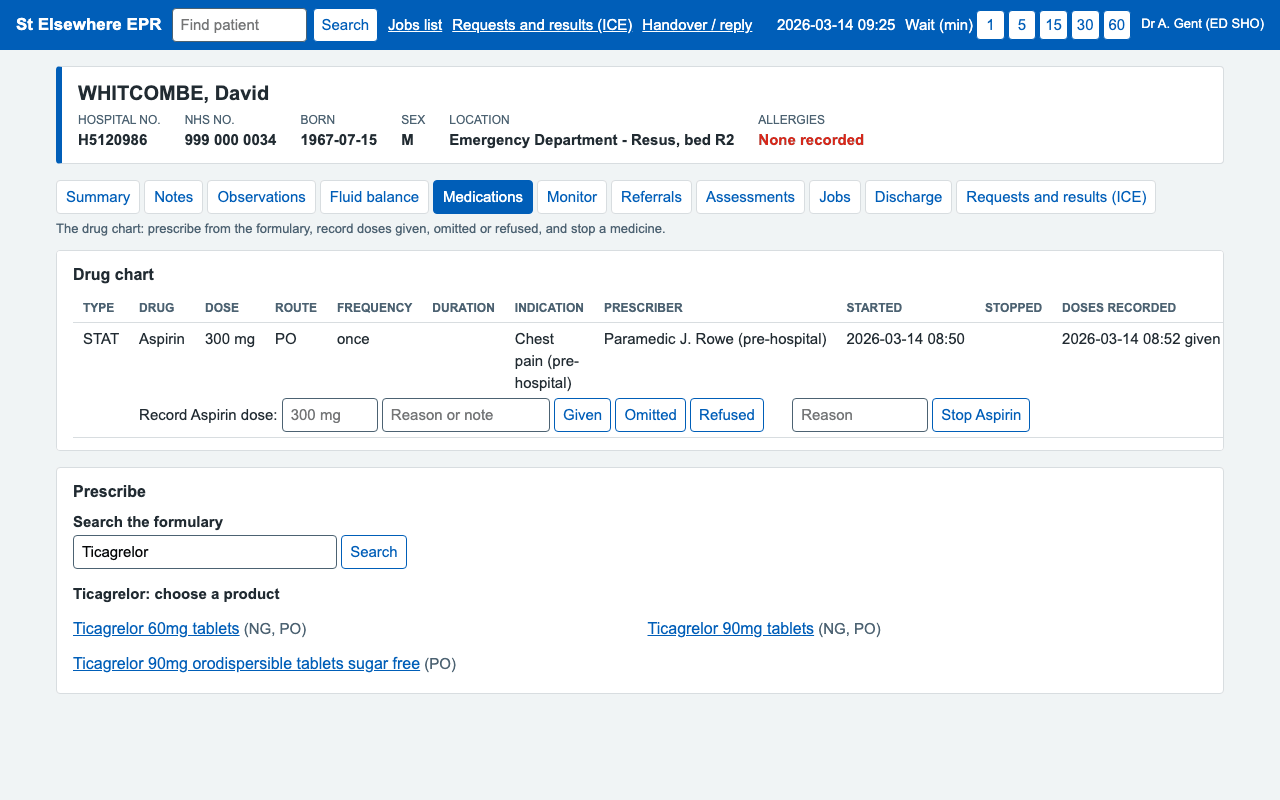 St Elsewhere EPR Find patient Search Jobs list Requests and results (ICE) Handover / reply 2026-03-14 09:25 Wait (min) 1 5 15 30 60 Dr A. Gent (ED SHO)
WHITCOMBE, David
HOSPITAL NO. NHS NO. BORN SEX LOCATION ALLERGIES
H5120986 999 000 0034 1967-07-15 M Emergency Department - Resus, bed R2 None recorded
Summary Notes Observations Fluid balance Medications Monitor Referrals Assessments Jobs Discharge Requests and results (ICE)
The drug chart: prescribe from the formulary, record doses given, omitted or refused, and stop a medicine.
Drug chart
TYPE DRUG DOSE ROUTE FREQUENCY DURATION INDICATION PRESCRIBER STARTED STOPPED DOSES RECORDED
STAT Aspirin 300 mg PO once Chest Paramedic J. Rowe (pre-hospital) 2026-03-14 08:50 2026-03-14 08:52 given
pain (pre-
hospital)
Record Aspirin dose: 300 mg Reason or note Given Omitted Refused Reason Stop Aspirin
Prescribe
Search the formulary
Ticagrelor Search
Ticagrelor: choose a product
Ticagrelor 60mg tablets (NG, PO) Ticagrelor 90mg tablets (NG, PO)
Ticagrelor 90mg orodispersible tablets sugar free (PO)